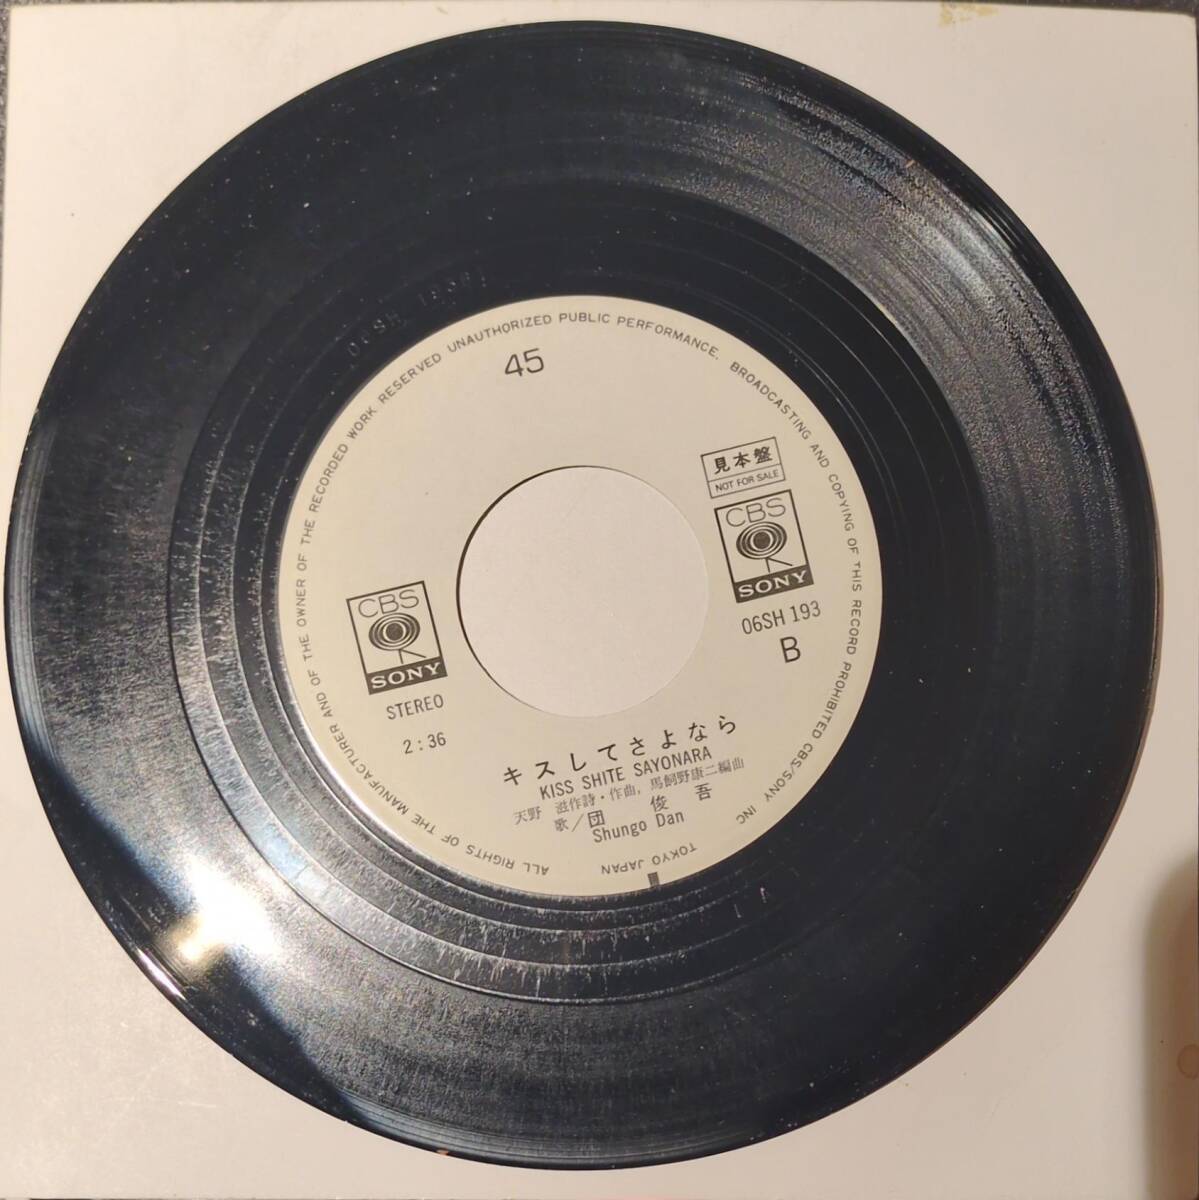 45
見本盤
NOT FOR SALE
CBS
SONY
06SH 193
B
CBS
SONY
STEREO
2:36
キスしてさよなら
KISS SHITE SAYONARA
天野 滋作詩・作曲, 馬飼野康二編曲
歌/団 俊 吾
Shungo Dan
ALL RIGHTS OF THE MANUFACTURER AND OF THE OWNER OF THE RECORDED WORK RESERVED UNAUTHORIZED PUBLIC PERFORMANCE, BROADCASTING AND COPYING OF THIS RECORD PROHIBITED CBS/SONY INC TOKYO JAPAN